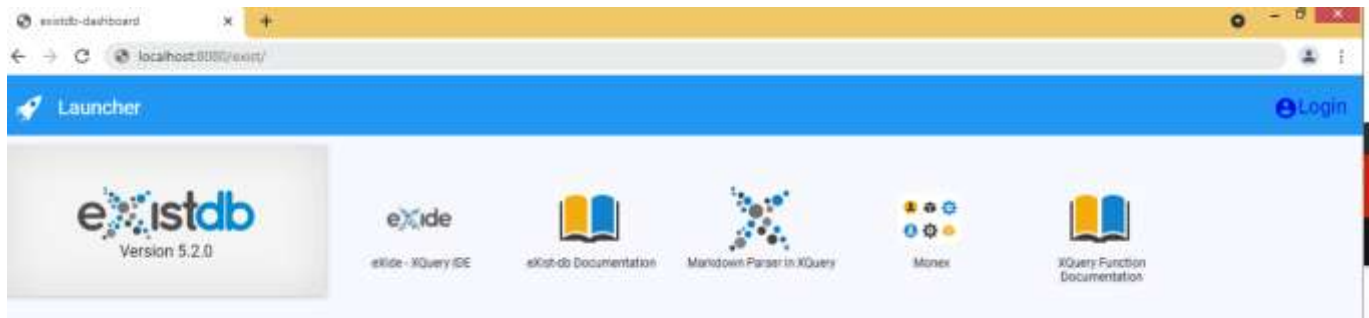 existdb-dashboard
localhost:8080/exist/
Launcher
Login
eXistdb
Version 5.2.0
eXide
eXide - XQuery IDE
eXist-db Documentation
Markdown Parser in XQuery
Monex
XQuery Function
Documentation